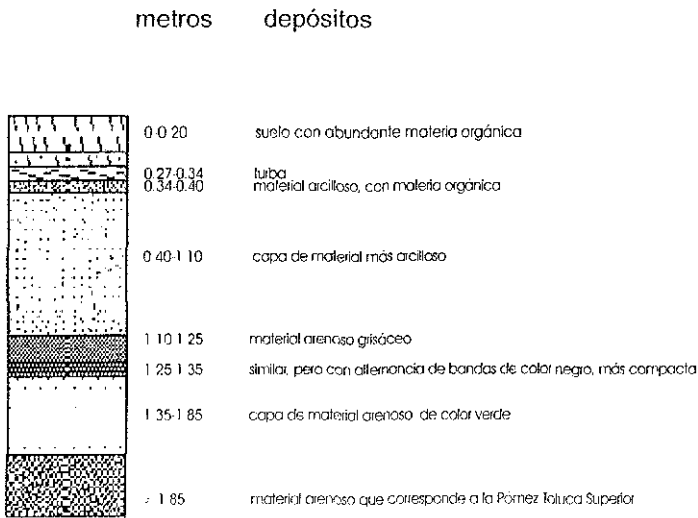 metros depósitos
0-0 20 suelo con abundante materia orgánica
0.27-0.34 turba
0.34-0.40 material arcilloso, con materia orgánica
0 40-1 10 capa de material más arcilloso
1 10 1 25 material arenoso grisáceo
1 25 1 35 similar, pero con alternancia de bandas de color negro, más compacta
1 35-1 85 capa de material arenoso de color verde
> 1 85 material arenoso que corresponde a la Pómez Toluca Superior